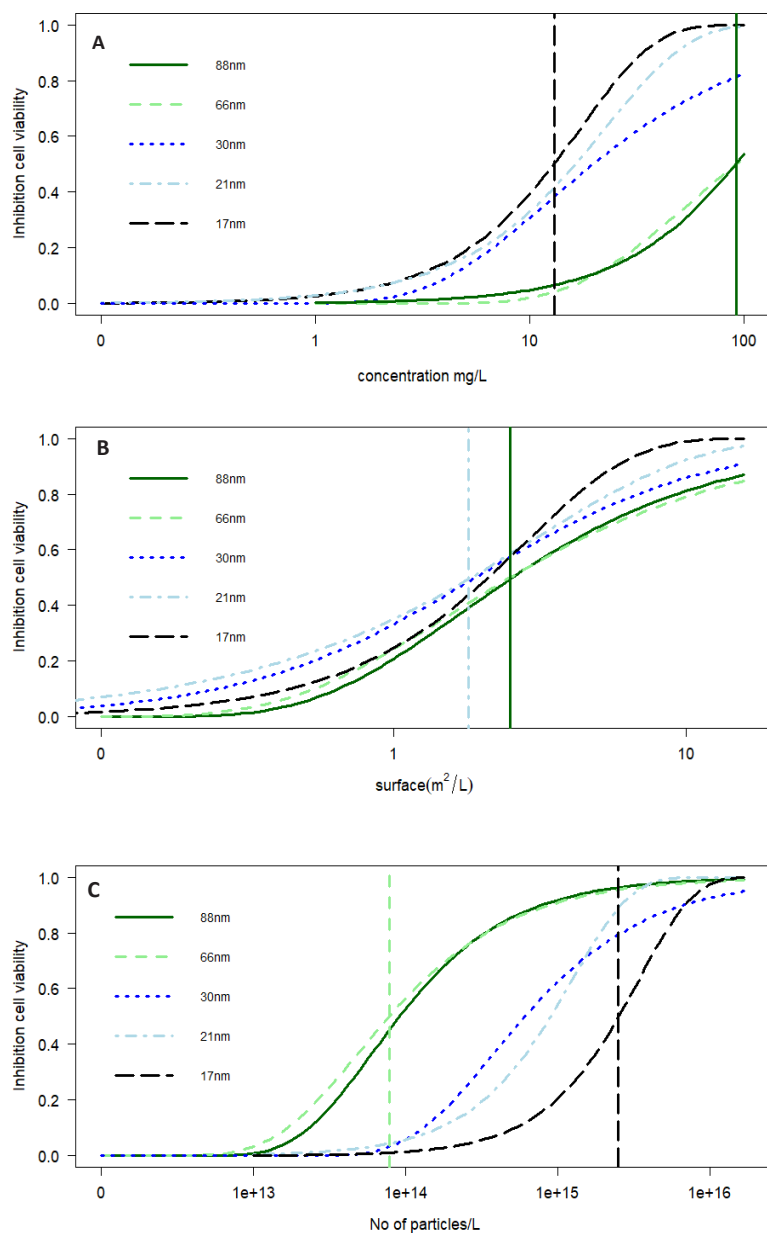 A
1.0
0.8
0.6
0.4
0.2
0.0
Inhibition cell viability
88nm
66nm
30nm
21nm
17nm
0 1 10 100
concentration mg/L
B
1.0
0.8
0.6
0.4
0.2
0.0
Inhibition cell viability
88nm
66nm
30nm
21nm
17nm
0 1 10
surface(m²/L)
C
1.0
0.8
0.6
0.4
0.2
0.0
Inhibition cell viability
88nm
66nm
30nm
21nm
17nm
0 1e+13 1e+14 1e+15 1e+16
No of particles/L